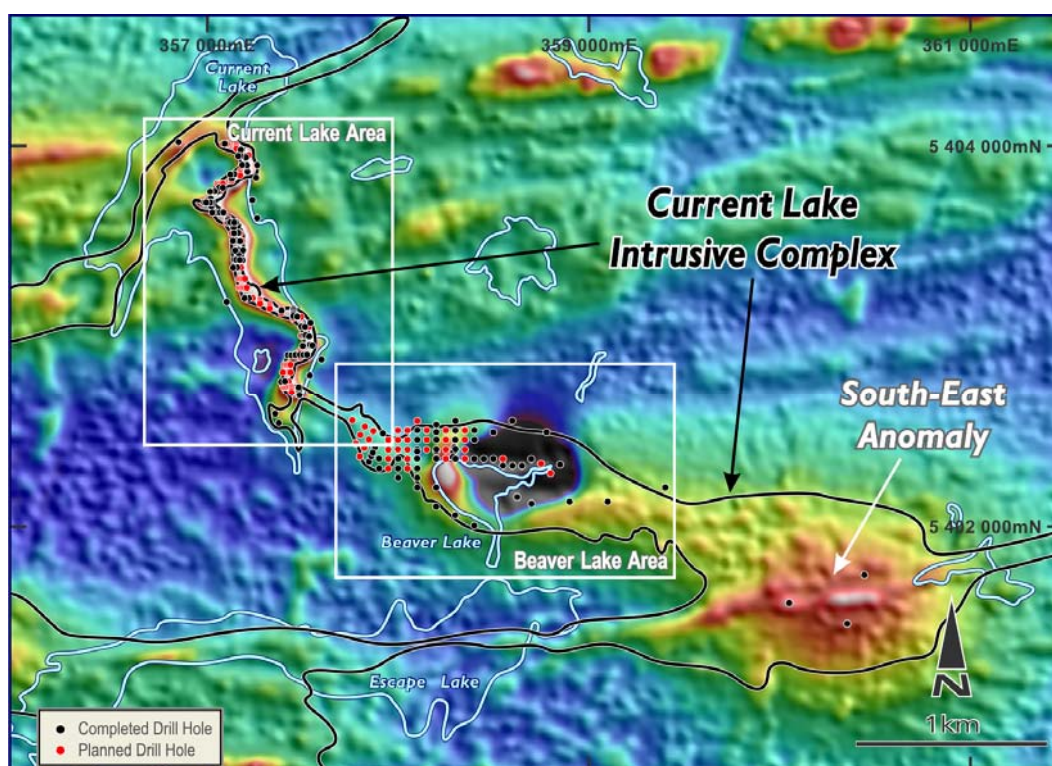 357 000mE
359 000mE
361 000mE
Current
Lake
Current Lake Area
5 404 000mN
Current Lake
Intrusive Complex
South-East
Anomaly
5 402 000mN
Beaver Lake
Beaver Lake Area
Escape Lake
N
1km
Completed Drill Hole
Planned Drill Hole